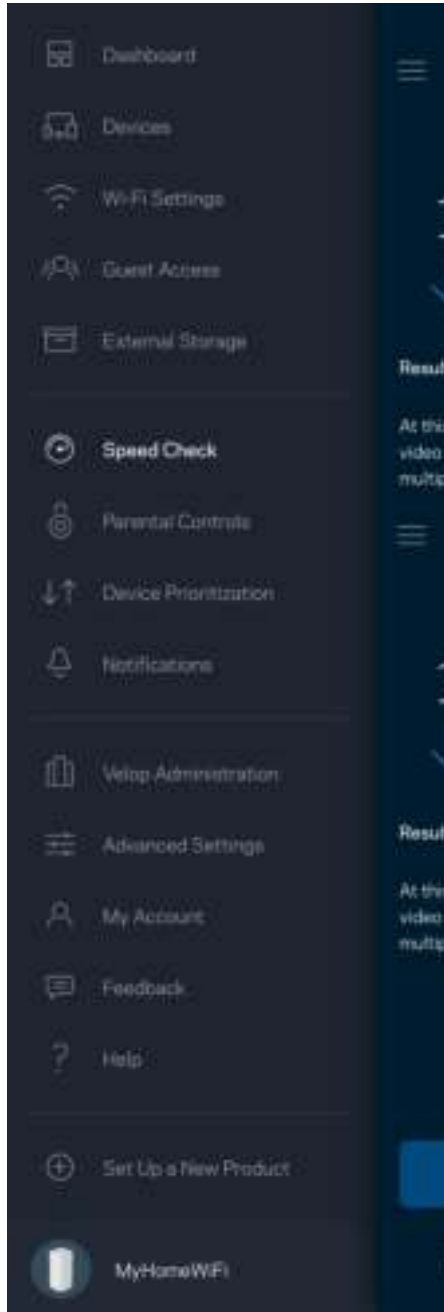 Dashboard
Devices
Wi-Fi Settings
Guest Access
External Storage
Speed Check
Parental Controls
Device Prioritization
Notifications
Velop Administration
Advanced Settings
My Account
Feedback
Help
Set Up a New Product
MyHomeWiFi
Resul
At thi
video
multip
Resul
At thi
video
multip